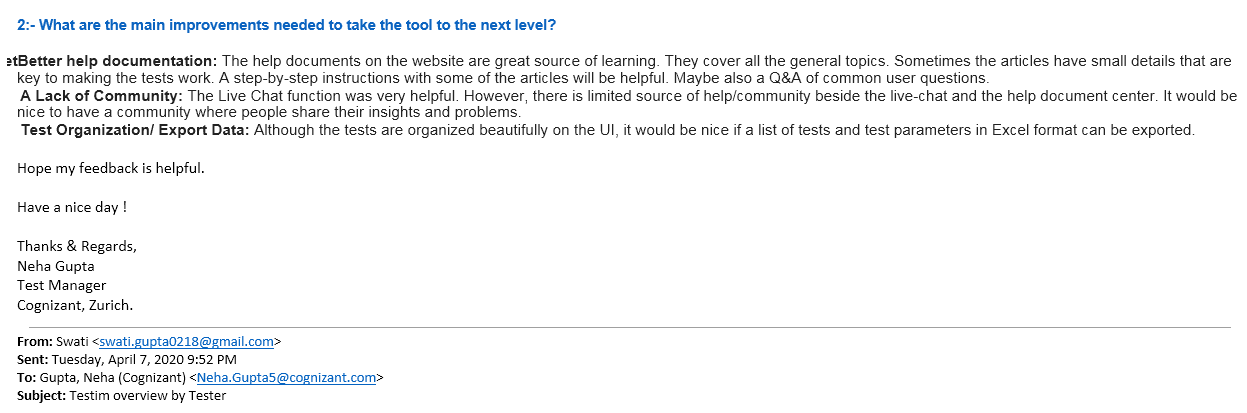 2:- What are the main improvements needed to take the tool to the next level?
etBetter help documentation: The help documents on the website are great source of learning. They cover all the general topics. Sometimes the articles have small details that are
key to making the tests work. A step-by-step instructions with some of the articles will be helpful. Maybe also a Q&A of common user questions.
A Lack of Community: The Live Chat function was very helpful. However, there is limited source of help/community beside the live-chat and the help document center. It would be
nice to have a community where people share their insights and problems.
Test Organization/ Export Data: Although the tests are organized beautifully on the UI, it would be nice if a list of tests and test parameters in Excel format can be exported.
Hope my feedback is helpful.
Have a nice day !
Thanks & Regards,
Neha Gupta
Test Manager
Cognizant, Zurich.
From: Swati <swati.gupta0218@gmail.com>
Sent: Tuesday, April 7, 2020 9:52 PM
To: Gupta, Neha (Cognizant) <Neha.Gupta5@cognizant.com>
Subject: Testim overview by Tester